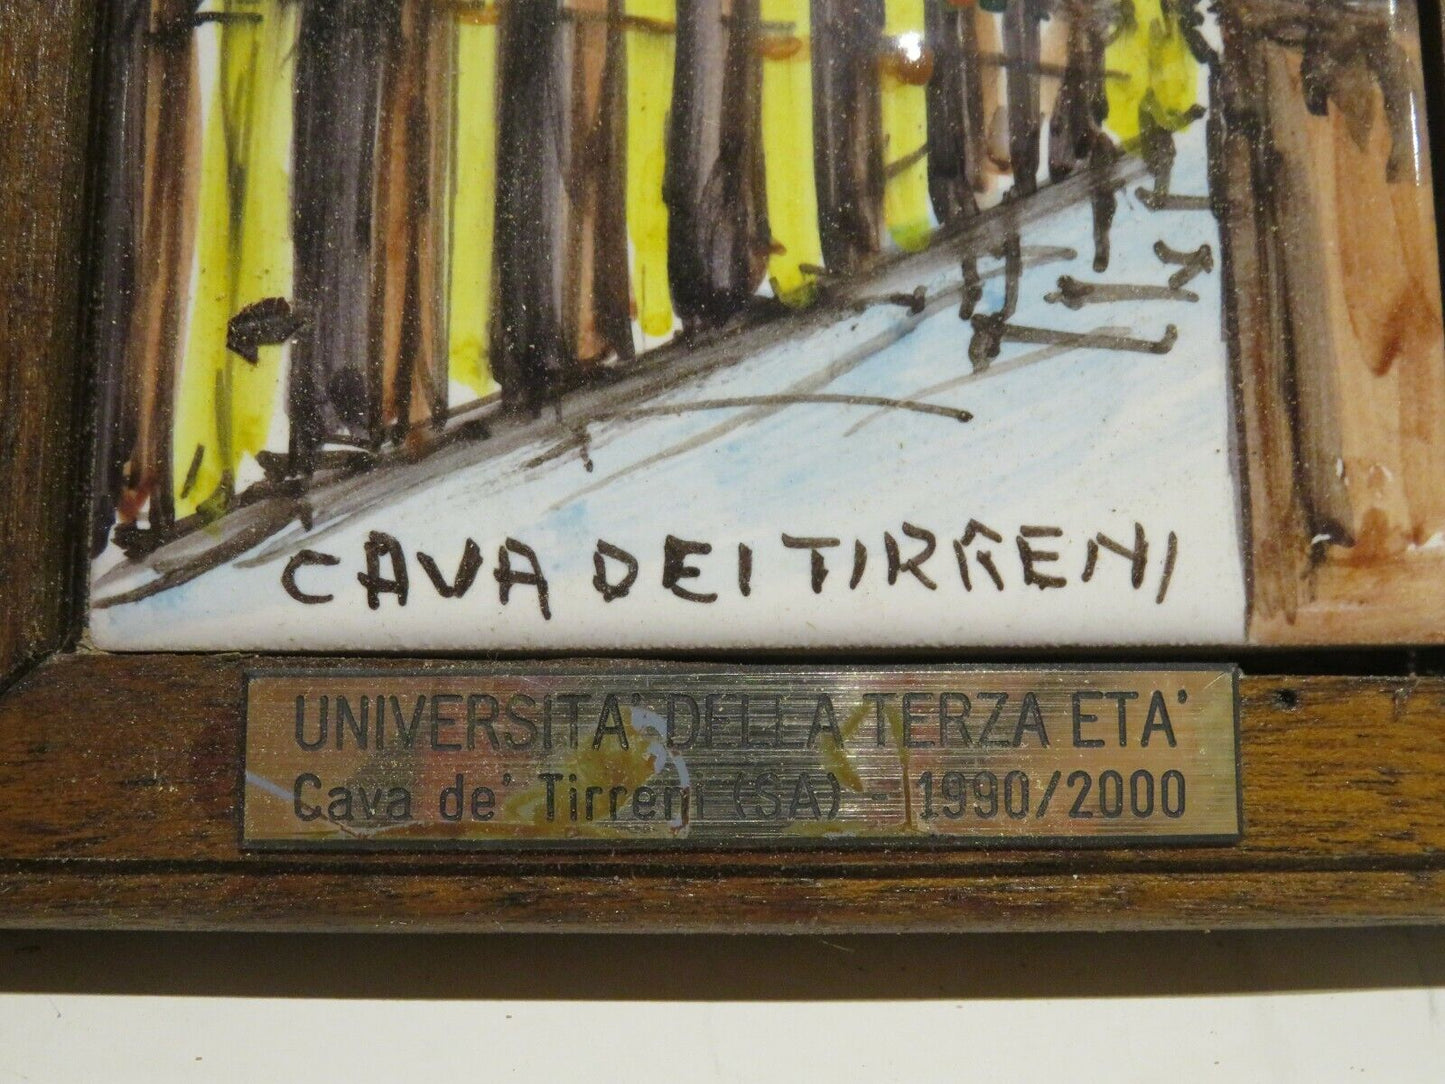 CAVA DEI TIRRENI
UNIVERSITA' DELLA TERZA ETA'
Cava de' Tirreni (SA) - 1990/2000